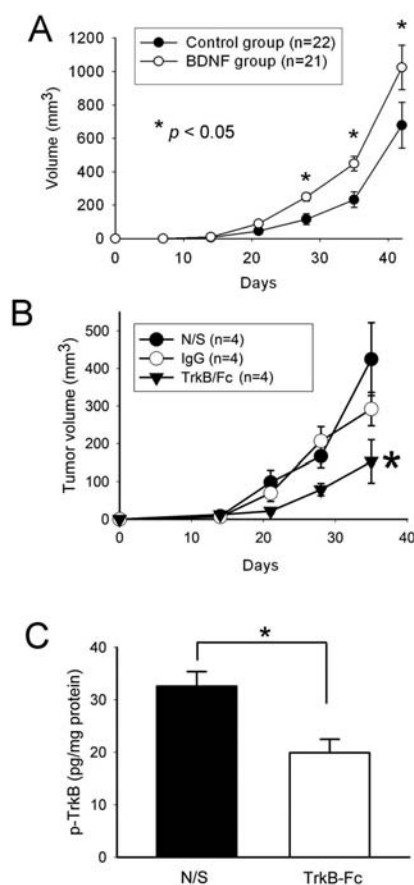 A
Control group (n=22)
BDNF group (n=21)
* p < 0.05
*
*
*
Volume (mm³)
1200
1000
800
600
400
200
0
0 10 20 30 40
Days
B
N/S (n=4)
IgG (n=4)
TrkB/Fc (n=4)
*
Tumor volume (mm³)
500
400
300
200
100
0
0 10 20 30 40
Days
C
*
p-TrkB (pg/mg protein)
40
30
20
10
0
N/S TrkB-Fc